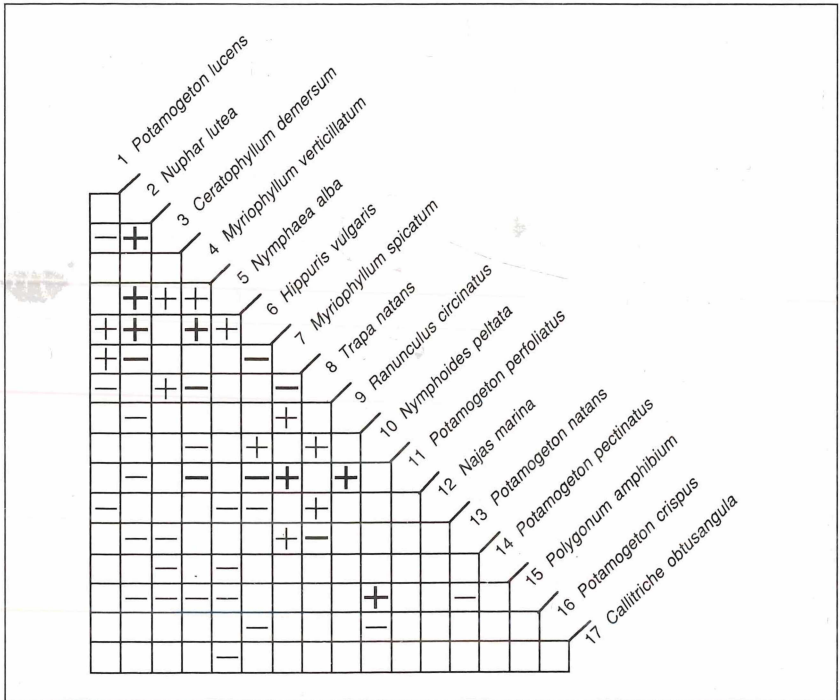 1 Potamogeton lucens
2 Nuphar lutea
3 Ceratophyllum demersum
4 Myriophyllum verticillatum
5 Nymphaea alba
6 Hippuris vulgaris
7 Myriophyllum spicatum
8 Trapa natans
9 Ranunculus circinatus
10 Nymphoides peltata
11 Potamogeton perfoliatus
12 Najas marina
13 Potamogeton natans
14 Potamogeton pectinatus
15 Polygonum amphibium
16 Potamogeton crispus
17 Callitriche obtusangula
− +
+ + +
+ + + +
+ − −
− + − −
− +
− + +
− − − + +
− − − +
− − + −
− −
− − − − + −
− −
−